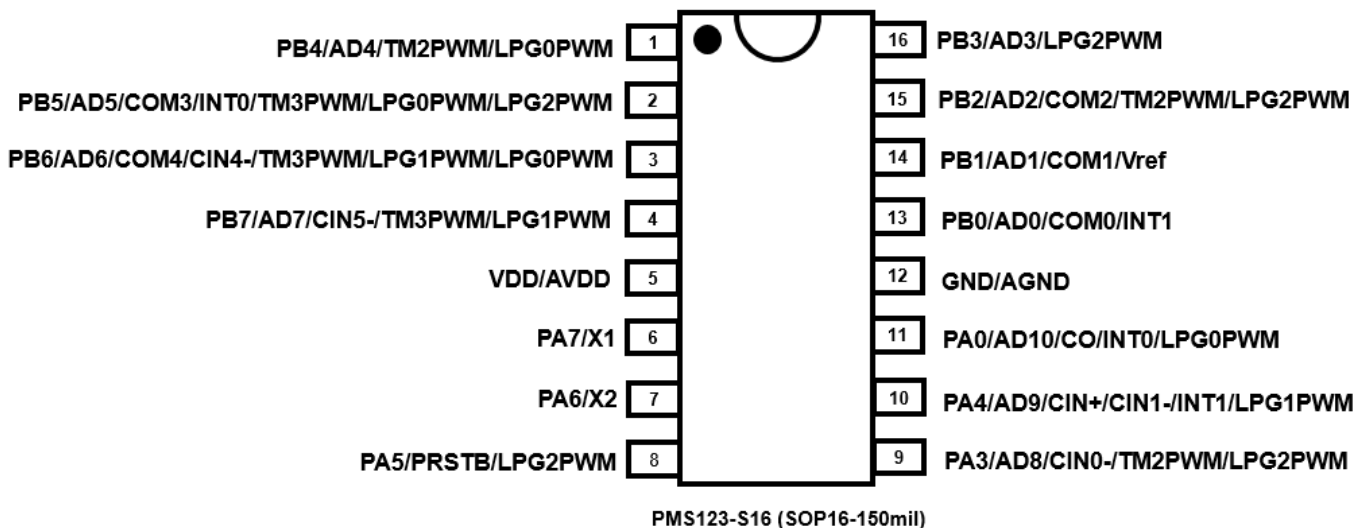 PB4/AD4/TM2PWM/LPG0PWM 1 16 PB3/AD3/LPG2PWM
PB5/AD5/COM3/INT0/TM3PWM/LPG0PWM/LPG2PWM 2 15 PB2/AD2/COM2/TM2PWM/LPG2PWM
PB6/AD6/COM4/CIN4-/TM3PWM/LPG1PWM/LPG0PWM 3 14 PB1/AD1/COM1/Vref
PB7/AD7/CIN5-/TM3PWM/LPG1PWM 4 13 PB0/AD0/COM0/INT1
VDD/AVDD 5 12 GND/AGND
PA7/X1 6 11 PA0/AD10/CO/INT0/LPG0PWM
PA6/X2 7 10 PA4/AD9/CIN+/CIN1-/INT1/LPG1PWM
PA5/PRSTB/LPG2PWM 8 9 PA3/AD8/CIN0-/TM2PWM/LPG2PWM
PMS123-S16 (SOP16-150mil)